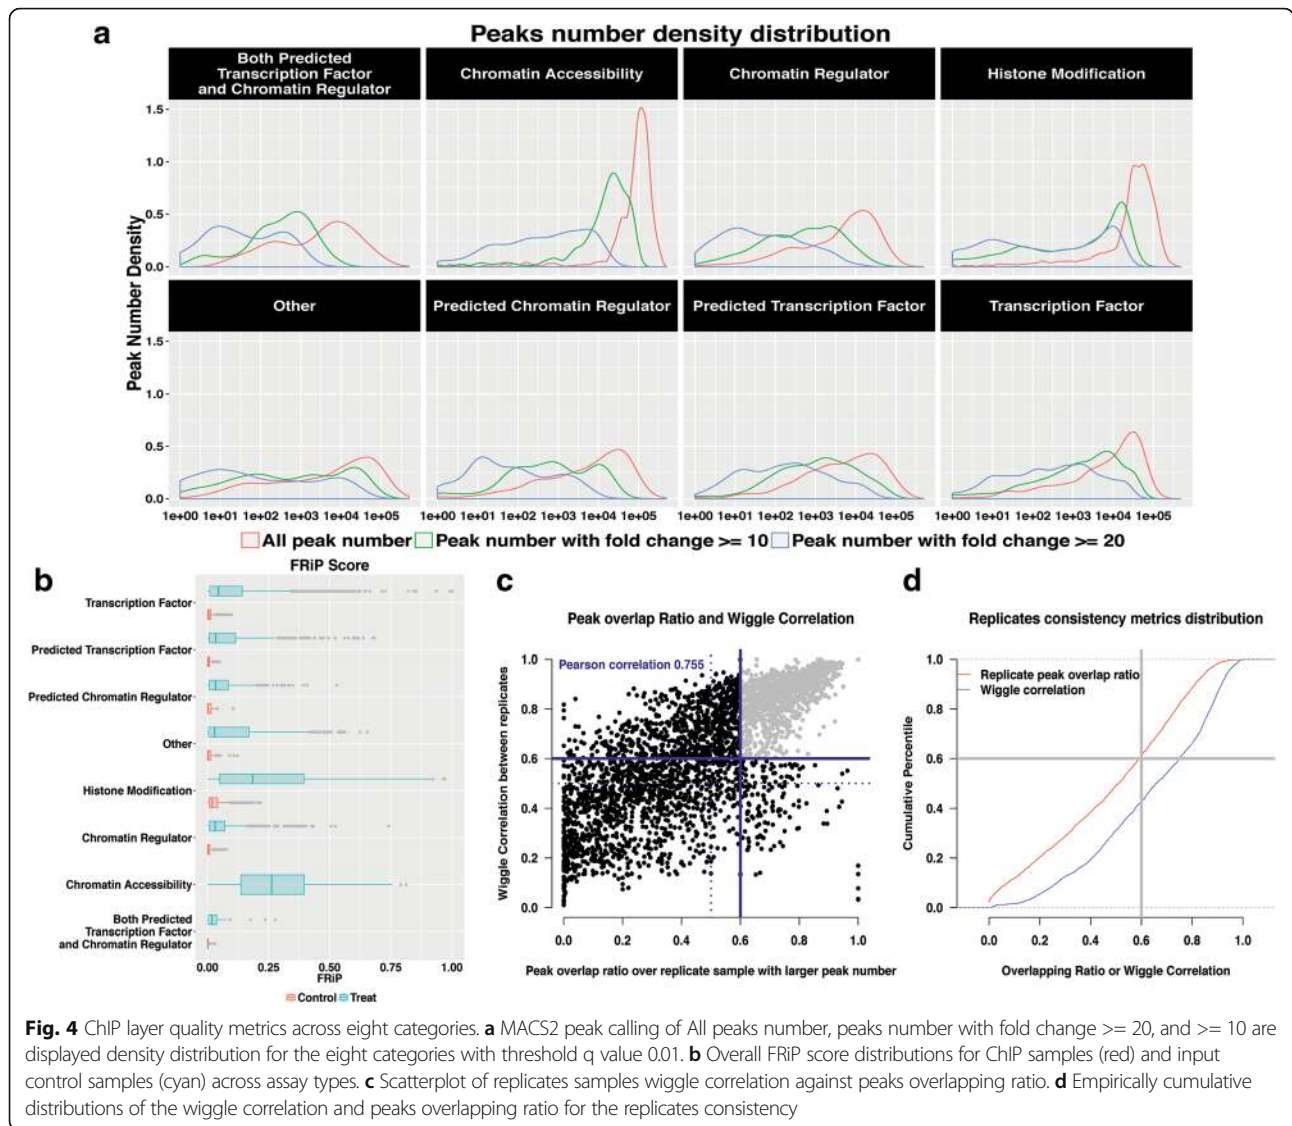 a
Peaks number density distribution
Both Predicted
Transcription Factor
and Chromatin Regulator
Chromatin Accessibility
Chromatin Regulator
Histone Modification
1.5
1.0
0.5
0.0
Peak Number Density
Other
Predicted Chromatin Regulator
Predicted Transcription Factor
Transcription Factor
1.5
1.0
0.5
0.0
1e+00 1e+01 1e+02 1e+03 1e+04 1e+05
1e+00 1e+01 1e+02 1e+03 1e+04 1e+05
1e+00 1e+01 1e+02 1e+03 1e+04 1e+05
1e+00 1e+01 1e+02 1e+03 1e+04 1e+05
All peak number Peak number with fold change >= 10 Peak number with fold change >= 20
b
FRiP Score
Transcription Factor
Predicted Transcription Factor
Predicted Chromatin Regulator
Other
Histone Modification
Chromatin Regulator
Chromatin Accessibility
Both Predicted
Transcription Factor
and Chromatin Regulator
0.00 0.25 0.50 0.75 1.00
FRiP
Control Treat
c
Peak overlap Ratio and Wiggle Correlation
Pearson correlation 0.755
Wiggle Correlation between replicates
1.0
0.8
0.6
0.4
0.2
0.0
0.0 0.2 0.4 0.6 0.8 1.0
Peak overlap ratio over replicate sample with larger peak number
d
Replicates consistency metrics distribution
Replicate peak overlap ratio
Wiggle correlation
Cumulative Percentile
1.0
0.8
0.6
0.4
0.2
0.0
0.0 0.2 0.4 0.6 0.8 1.0
Overlapping Ratio or Wiggle Correlation
Fig. 4 ChIP layer quality metrics across eight categories. a MACS2 peak calling of All peaks number, peaks number with fold change >= 20, and >= 10 are
displayed density distribution for the eight categories with threshold q value 0.01. b Overall FRiP score distributions for ChIP samples (red) and input
control samples (cyan) across assay types. c Scatterplot of replicates samples wiggle correlation against peaks overlapping ratio. d Empirically cumulative
distributions of the wiggle correlation and peaks overlapping ratio for the replicates consistency